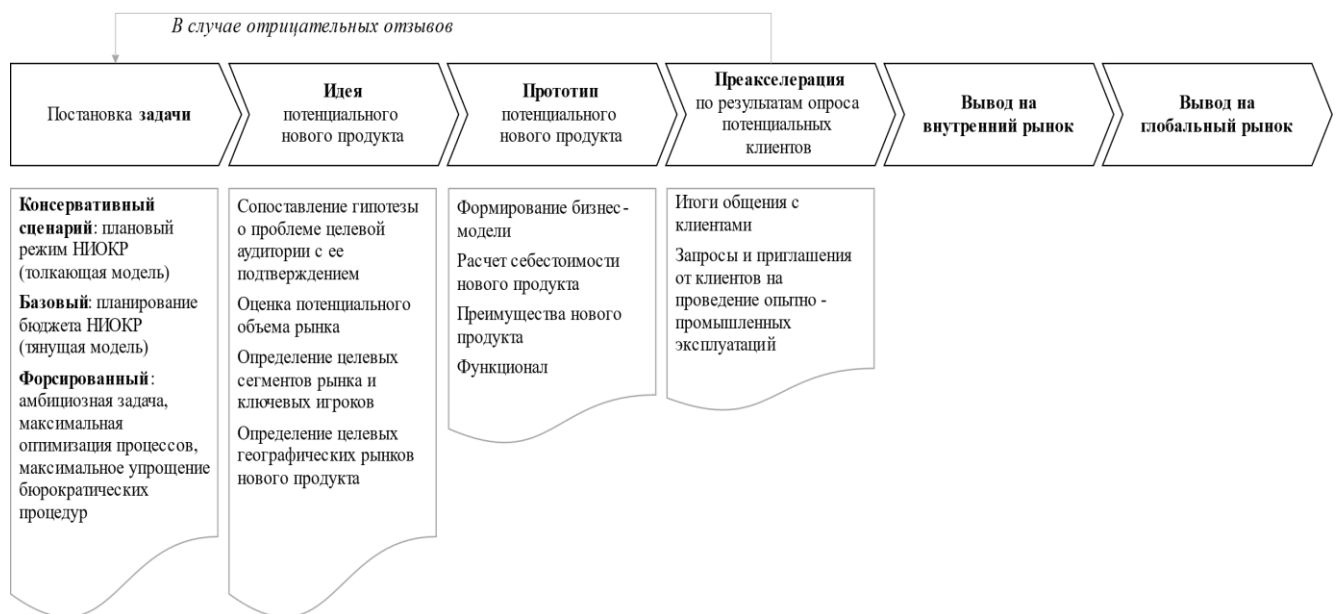 В случае отрицательных отзывов
Постановка задачи
Идея
потенциального
нового продукта
Прототип
потенциального
нового продукта
Преакселерация
по результатам опроса
потенциальных
клиентов
Вывод на
внутренний рынок
Вывод на
глобальный рынок
Консервативный
сценарий: плановый
режим НИОКР
(толкающая модель)
Базовый: планирование
бюджета НИОКР
(тянущая модель)
Форсированный:
амбициозная задача,
максимальная
оптимизация процессов,
максимальное упрощение
бюрократических
процедур
Сопоставление гипотезы
о проблеме целевой
аудитории с ее
подтверждением
Оценка потенциального
объема рынка
Определение целевых
сегментов рынка и
ключевых игроков
Определение целевых
географических рынков
нового продукта
Формирование бизнес-
модели
Расчет себестоимости
нового продукта
Преимущества нового
продукта
Функционал
Итоги общения с
клиентами
Запросы и приглашения
от клиентов на
проведение опытно -
промышленных
эксплуатаций